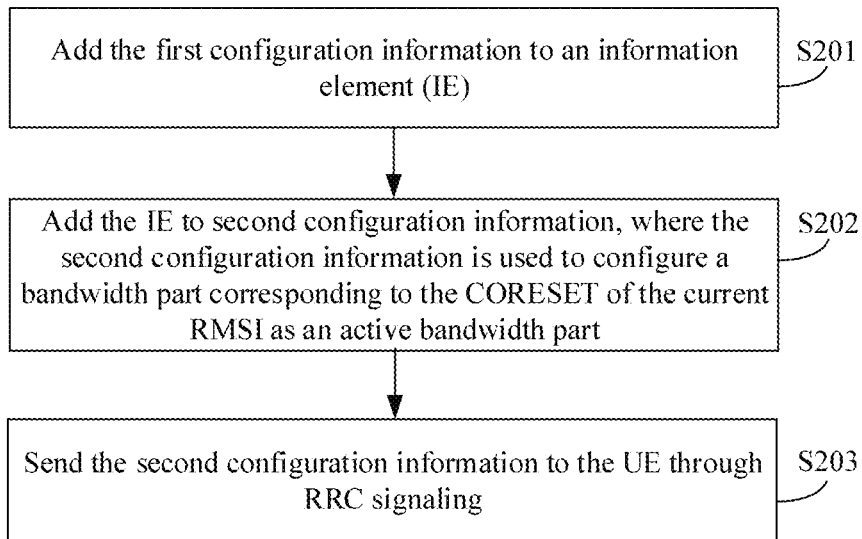 Add the first configuration information to an information
element (IE)
S201
Add the IE to second configuration information, where the
second configuration information is used to configure a
bandwidth part corresponding to the CORESET of the current
RMSI as an active bandwidth part
S202
Send the second configuration information to the UE through
RRC signaling
S203